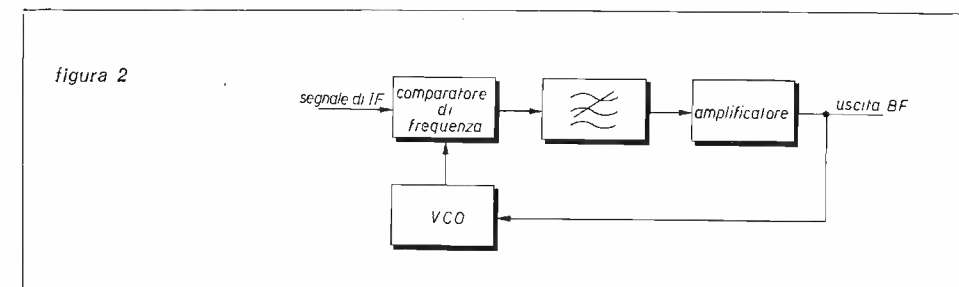 figura 2
segnale di IF
comparatore
di
frequenza
amplificatore
uscita BF
VCO